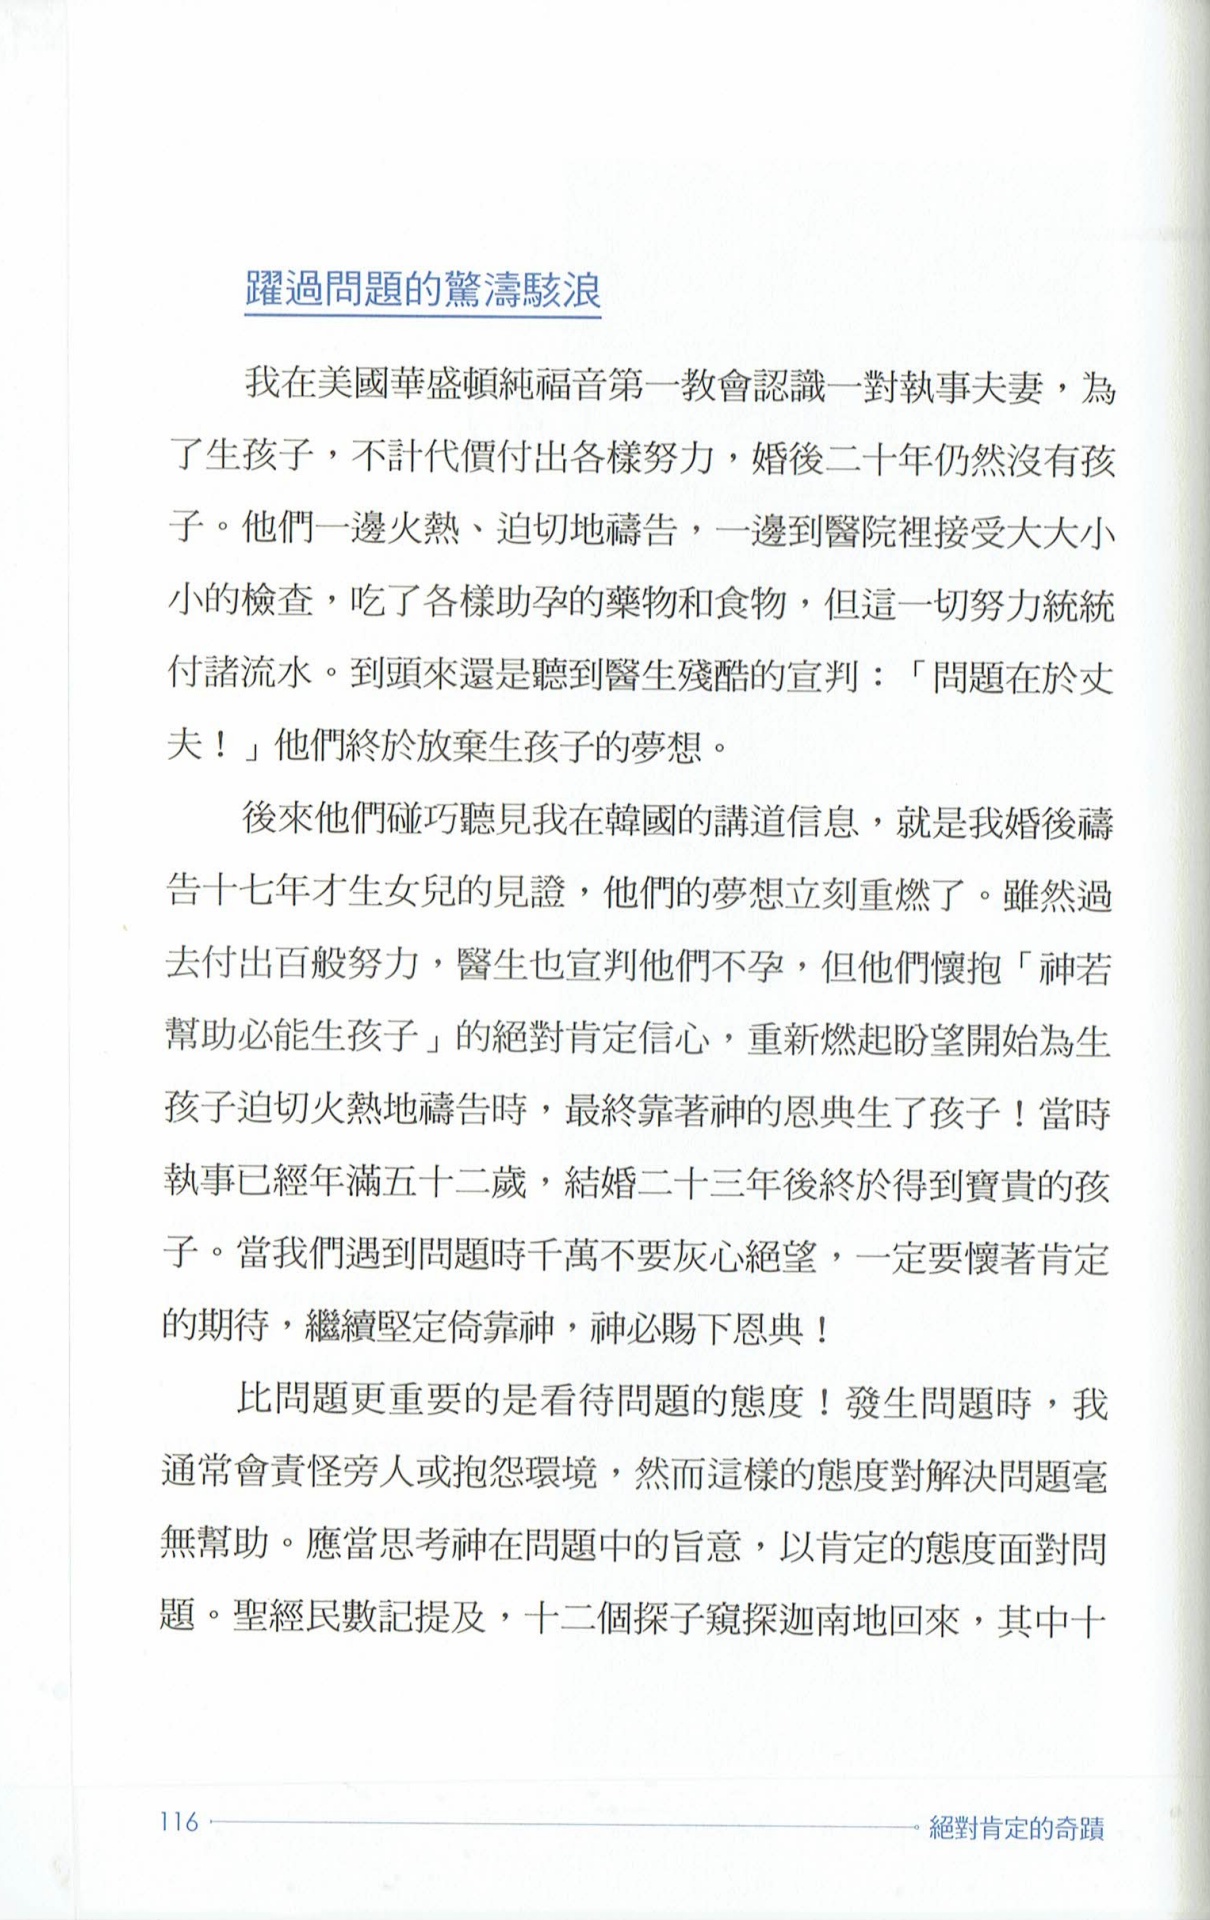 躍過問題的驚濤駭浪
我在美國華盛頓純福音第一教會認識一對執事夫妻，為
了生孩子，不計代價付出各樣努力，婚後二十年仍然沒有孩
子。他們一邊火熱、迫切地禱告，一邊到醫院裡接受大大小
小的檢查，吃了各樣助孕的藥物和食物，但這一切努力統統
付諸流水。到頭來還是聽到醫生殘酷的宣判：「問題在於丈
夫！」他們終於放棄生孩子的夢想。
後來他們碰巧聽見我在韓國的講道信息，就是我婚後禱
告十七年才生女兒的見證，他們的夢想立刻重燃了。雖然過
去付出百般努力，醫生也宣判他們不孕，但他們懷抱「神若
幫助必能生孩子」的絕對肯定信心，重新燃起盼望開始為生
孩子迫切火熱地禱告時，最終靠著神的恩典生了孩子！當時
執事已經年滿五十二歲，結婚二十三年後終於得到寶貴的孩
子。當我們遇到問題時千萬不要灰心絕望，一定要懷著肯定
的期待，繼續堅定倚靠神，神必賜下恩典！
比問題更重要的是看待問題的態度！發生問題時，我
通常會責怪旁人或抱怨環境，然而這樣的態度對解決問題毫
無幫助。應當思考神在問題中的旨意，以肯定的態度面對問
題。聖經民數記提及，十二個探子窺探迦南地回來，其中十
116 絕對肯定的奇蹟